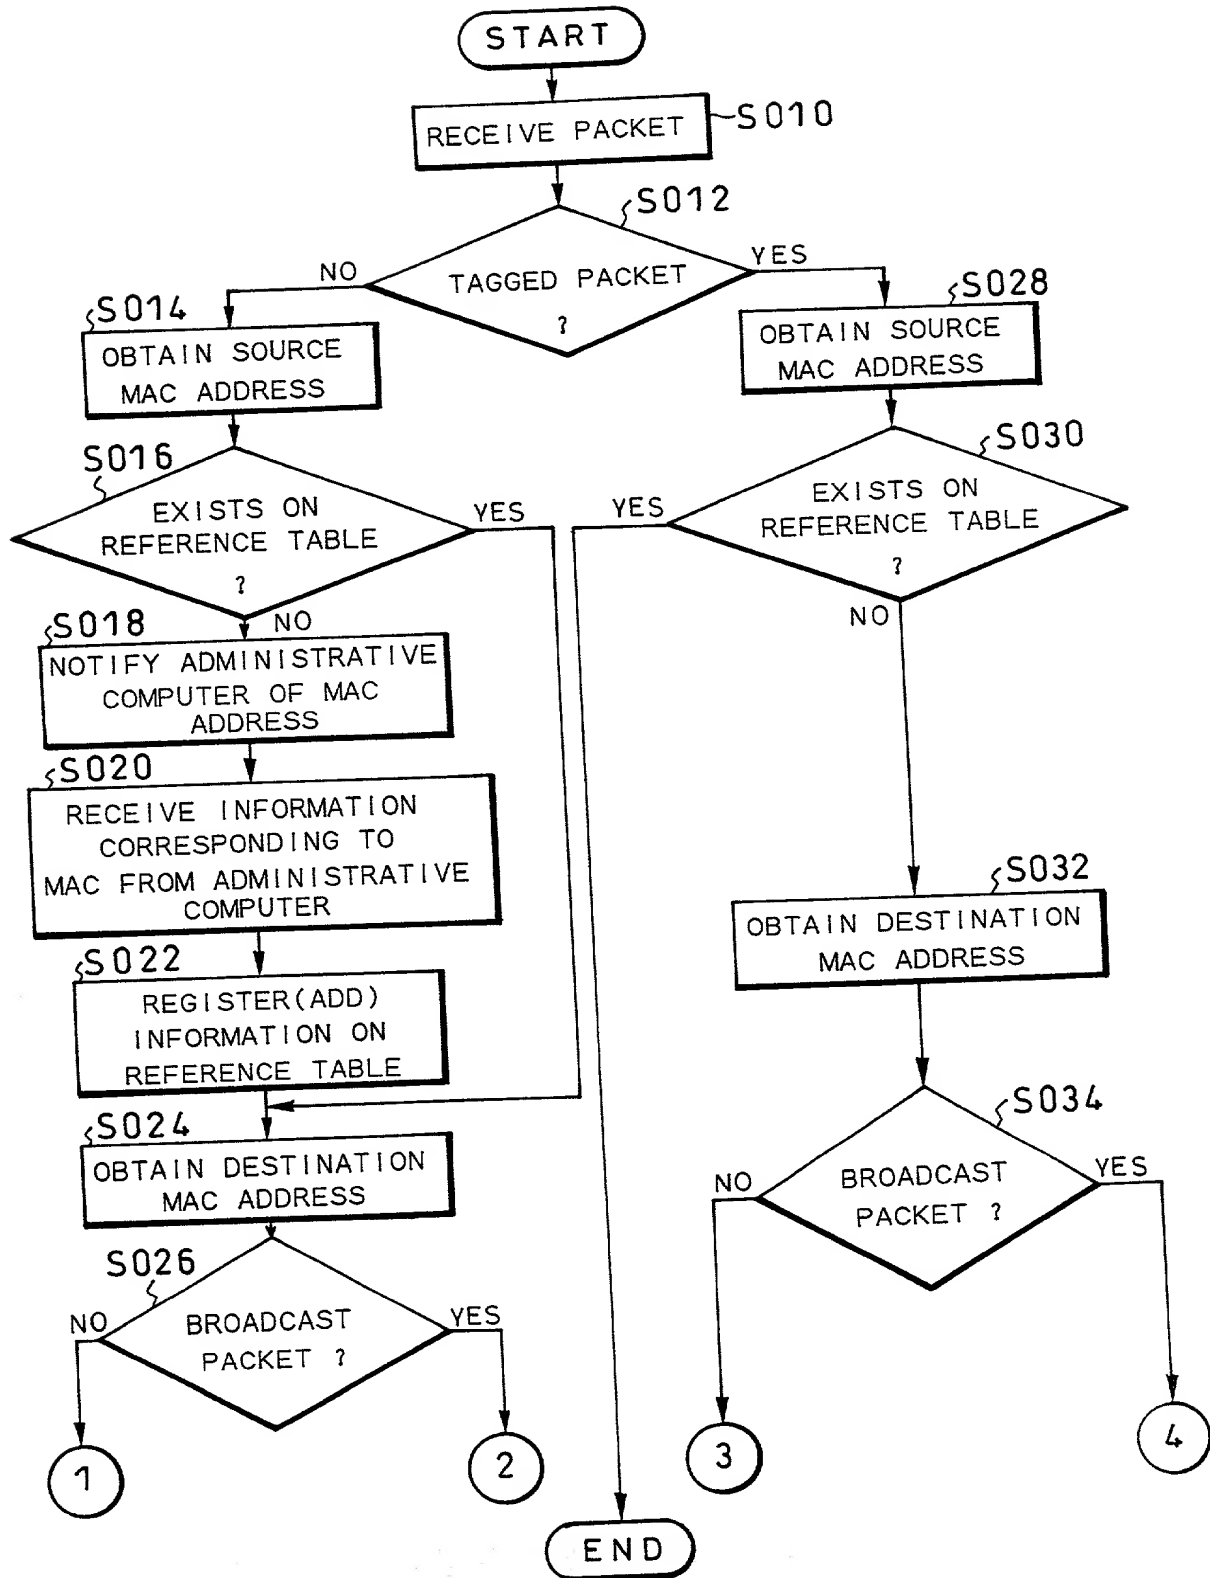 START
RECEIVE PACKET
S010
S012
TAGGED PACKET
?
NO
YES
S014
OBTAIN SOURCE
MAC ADDRESS
S016
EXISTS ON
REFERENCE TABLE
?
YES
NO
S018
NOTIFY ADMINISTRATIVE
COMPUTER OF MAC
ADDRESS
S020
RECEIVE INFORMATION
CORRESPONDING TO
MAC FROM ADMINISTRATIVE
COMPUTER
S022
REGISTER(ADD)
INFORMATION ON
REFERENCE TABLE
S024
OBTAIN DESTINATION
MAC ADDRESS
S026
BROADCAST
PACKET ?
NO
YES
1
2
S028
OBTAIN SOURCE
MAC ADDRESS
S030
EXISTS ON
REFERENCE TABLE
?
YES
NO
S032
OBTAIN DESTINATION
MAC ADDRESS
S034
BROADCAST
PACKET ?
NO
YES
3
4
END